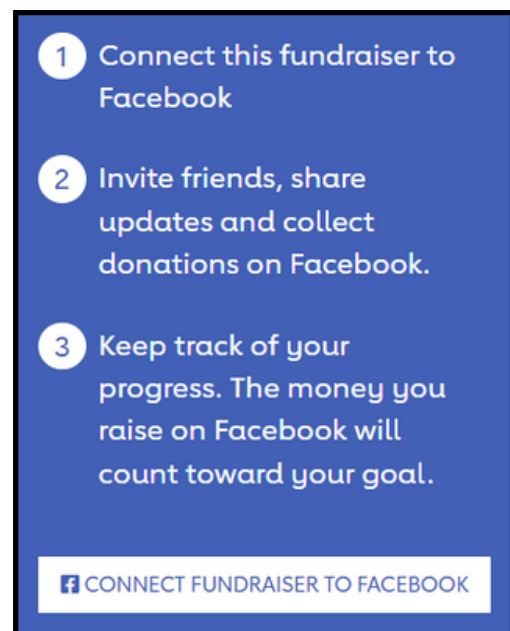 1 Connect this fundraiser to
Facebook
2 Invite friends, share
updates and collect
donations on Facebook.
3 Keep track of your
progress. The money you
raise on Facebook will
count toward your goal.
CONNECT FUNDRAISER TO FACEBOOK